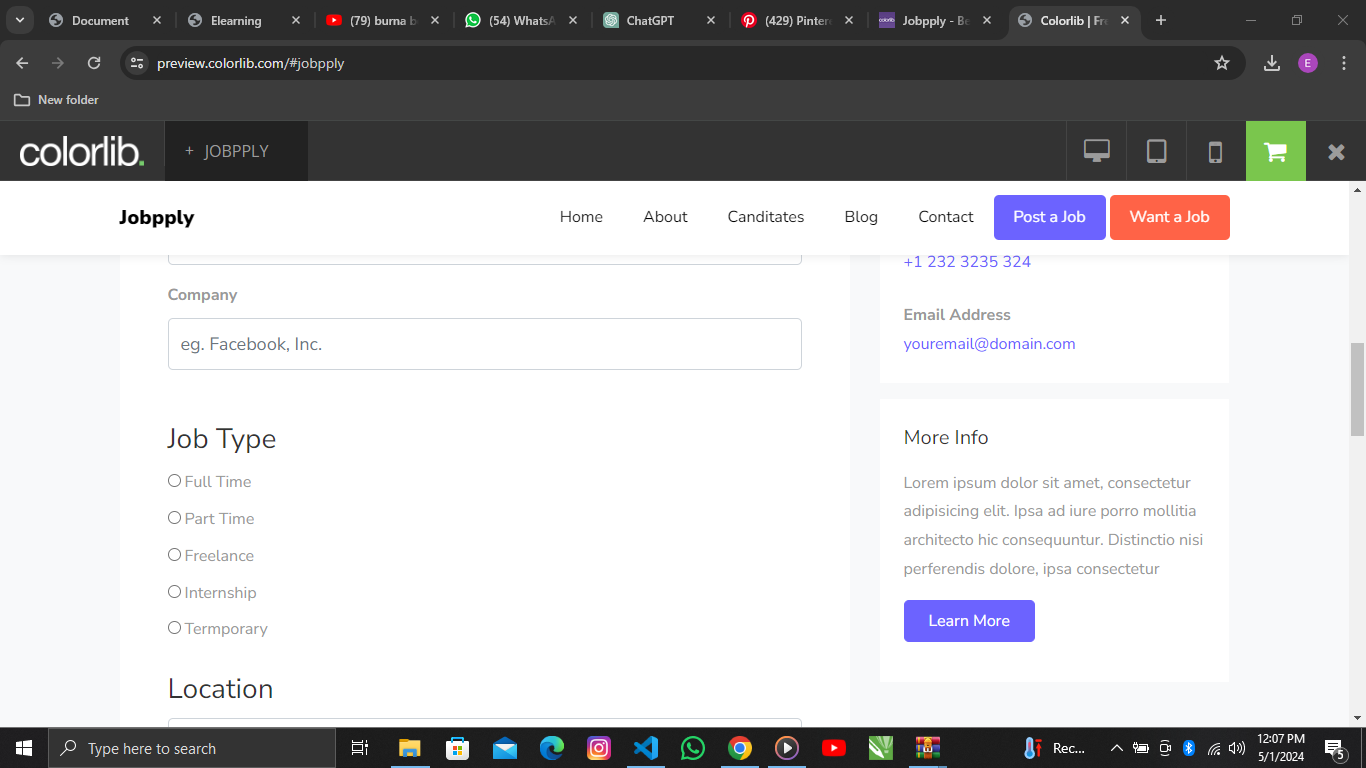 Document
Elearning
(79) burna b
(54) WhatsA
ChatGPT
(429) Pinter
colorlib
Jobpply - Be
Colorlib | Fre
preview.colorlib.com/#jobpply
E
New folder
colorlib.
+ JOBPPLY
Jobpply
Home
About
Canditates
Blog
Contact
Post a Job
Want a Job
Company
eg. Facebook, Inc.
Job Type
Full Time
Part Time
Freelance
Internship
Termporary
Location
+1 232 3235 324
Email Address
youremail@domain.com
More Info
Lorem ipsum dolor sit amet, consectetur
adipisicing elit. Ipsa ad iure porro mollitia
architecto hic consequuntur. Distinctio nisi
perferendis dolore, ipsa consectetur
Learn More
Type here to search
Rec...
12:07 PM
5/1/2024
5